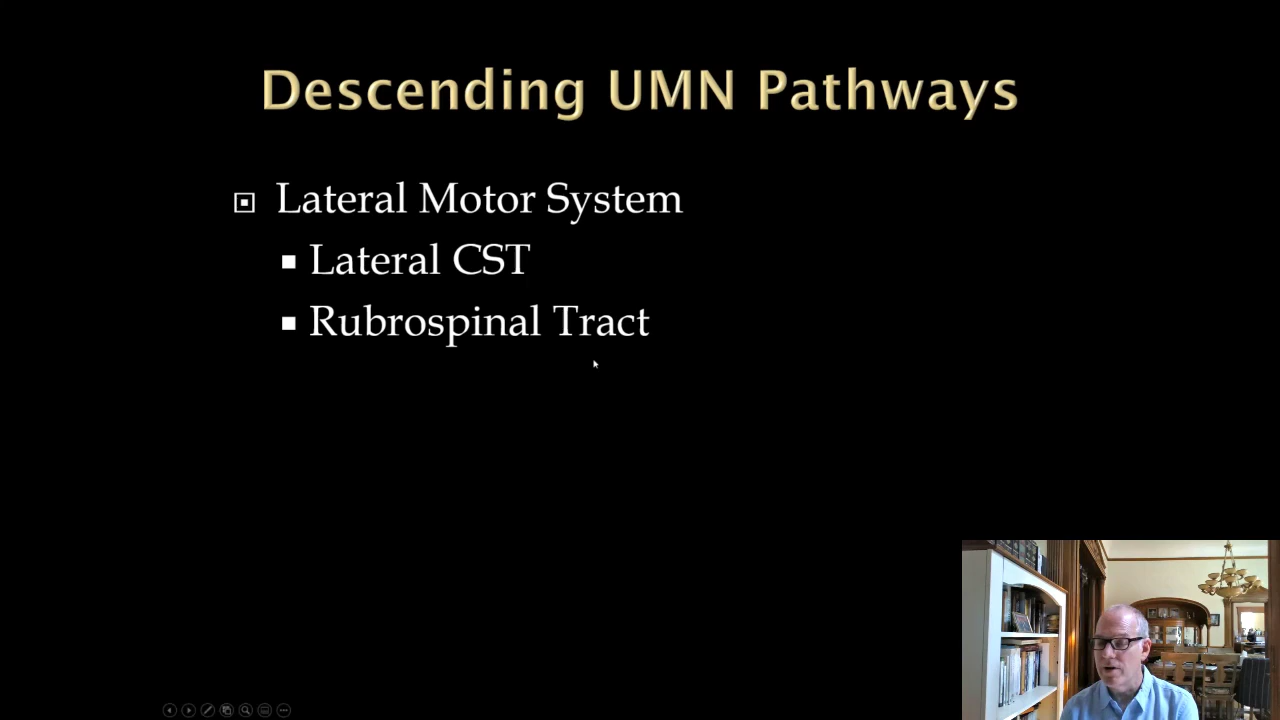 Descending UMN Pathways
Lateral Motor System
Lateral CST
Rubrospinal Tract